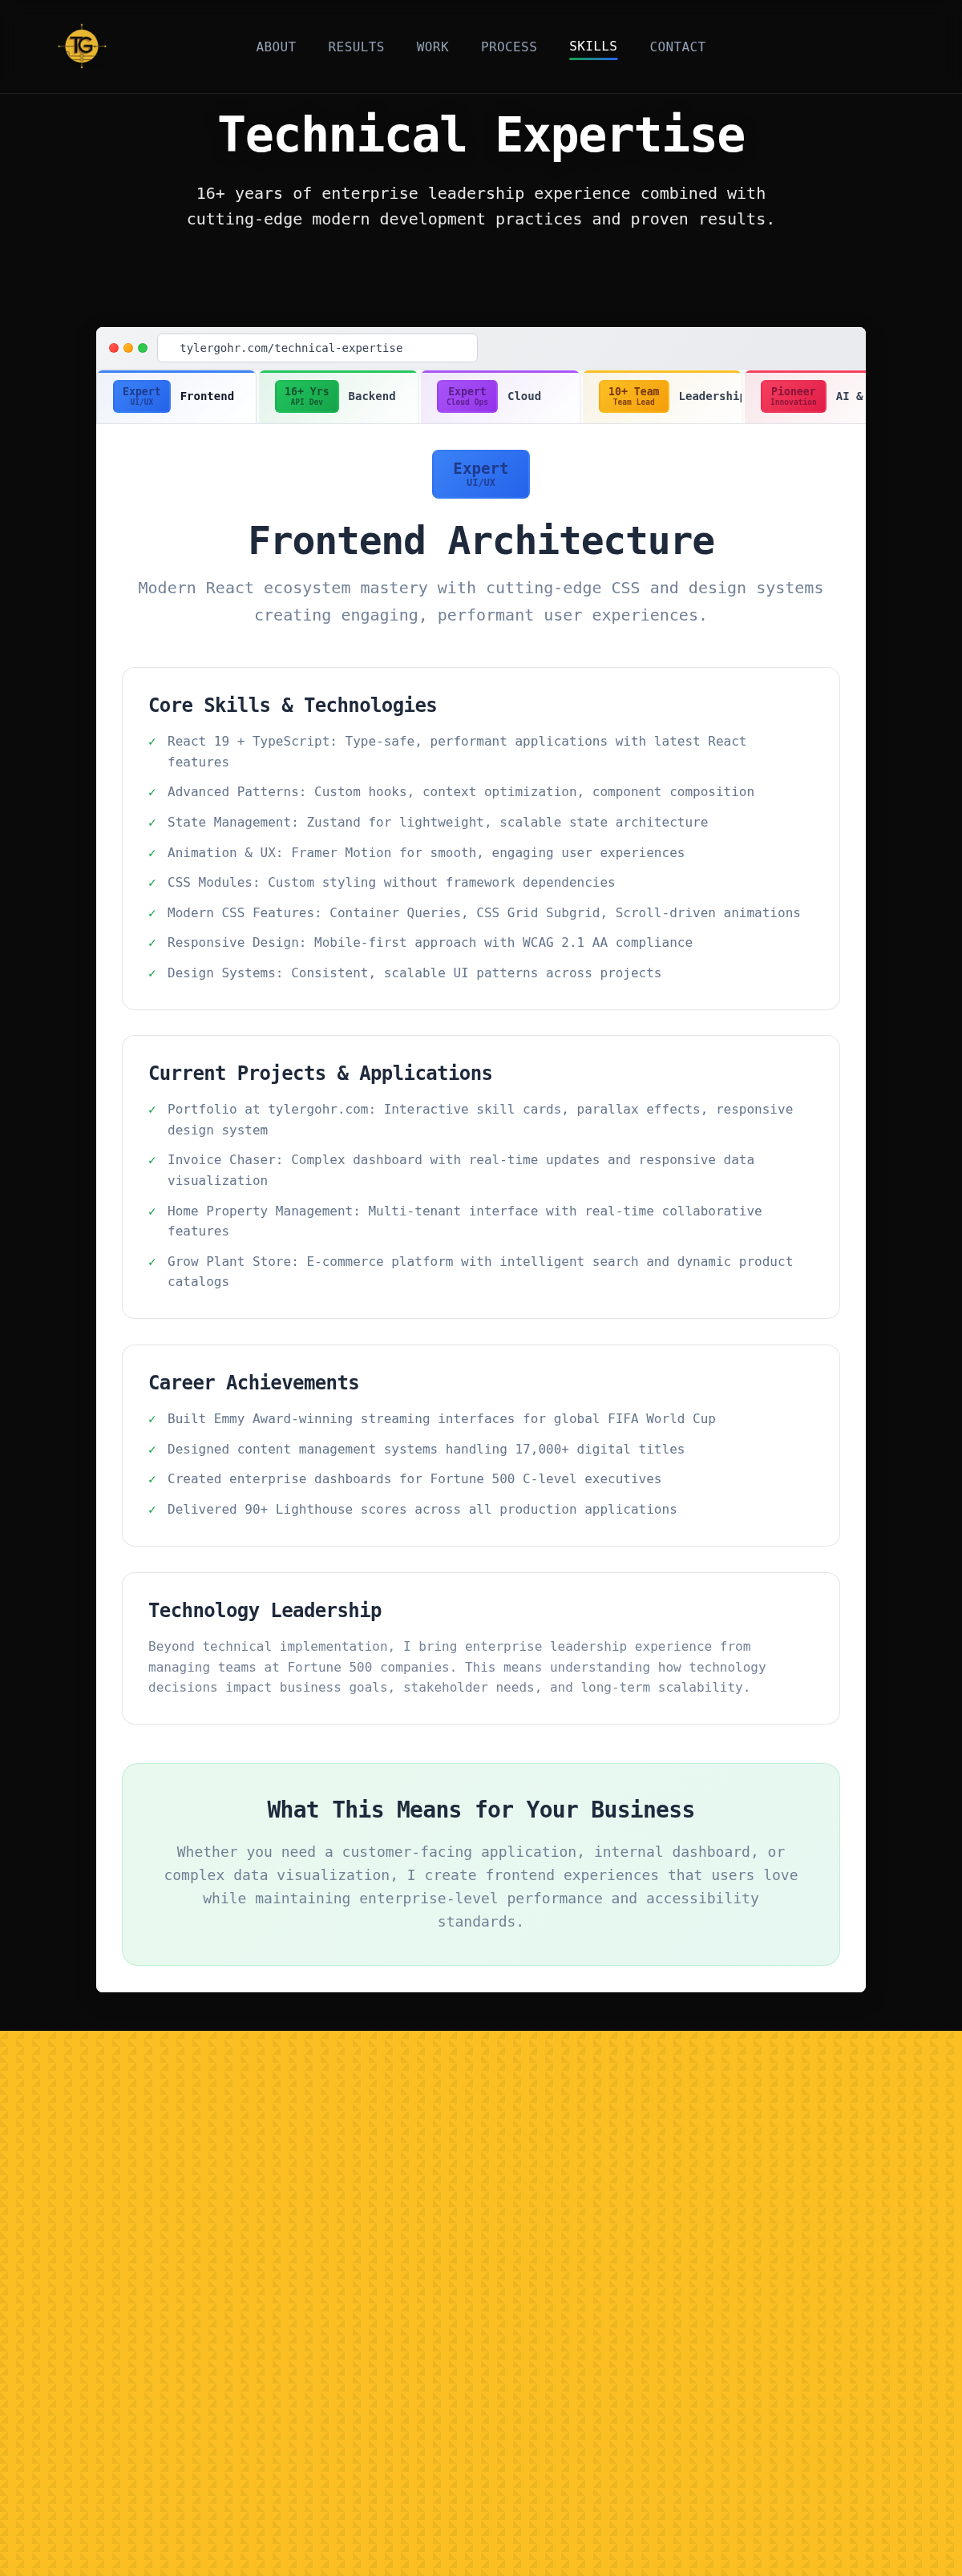 TG
ABOUT RESULTS WORK PROCESS SKILLS CONTACT
Technical Expertise
16+ years of enterprise leadership experience combined with
cutting-edge modern development practices and proven results.
tylergohr.com/technical-expertise
Expert
UI/UX
Frontend
16+ Yrs
API Dev
Backend
Expert
Cloud Ops
Cloud
10+ Team
Team Lead
Leadership
Pioneer
Innovation
AI &
Expert
UI/UX
Frontend Architecture
Modern React ecosystem mastery with cutting-edge CSS and design systems
creating engaging, performant user experiences.
Core Skills & Technologies
✓ React 19 + TypeScript: Type-safe, performant applications with latest React
features
✓ Advanced Patterns: Custom hooks, context optimization, component composition
✓ State Management: Zustand for lightweight, scalable state architecture
✓ Animation & UX: Framer Motion for smooth, engaging user experiences
✓ CSS Modules: Custom styling without framework dependencies
✓ Modern CSS Features: Container Queries, CSS Grid Subgrid, Scroll-driven animations
✓ Responsive Design: Mobile-first approach with WCAG 2.1 AA compliance
✓ Design Systems: Consistent, scalable UI patterns across projects
Current Projects & Applications
✓ Portfolio at tylergohr.com: Interactive skill cards, parallax effects, responsive
design system
✓ Invoice Chaser: Complex dashboard with real-time updates and responsive data
visualization
✓ Home Property Management: Multi-tenant interface with real-time collaborative
features
✓ Grow Plant Store: E-commerce platform with intelligent search and dynamic product
catalogs
Career Achievements
✓ Built Emmy Award-winning streaming interfaces for global FIFA World Cup
✓ Designed content management systems handling 17,000+ digital titles
✓ Created enterprise dashboards for Fortune 500 C-level executives
✓ Delivered 90+ Lighthouse scores across all production applications
Technology Leadership
Beyond technical implementation, I bring enterprise leadership experience from
managing teams at Fortune 500 companies. This means understanding how technology
decisions impact business goals, stakeholder needs, and long-term scalability.
What This Means for Your Business
Whether you need a customer-facing application, internal dashboard, or
complex data visualization, I create frontend experiences that users love
while maintaining enterprise-level performance and accessibility
standards.